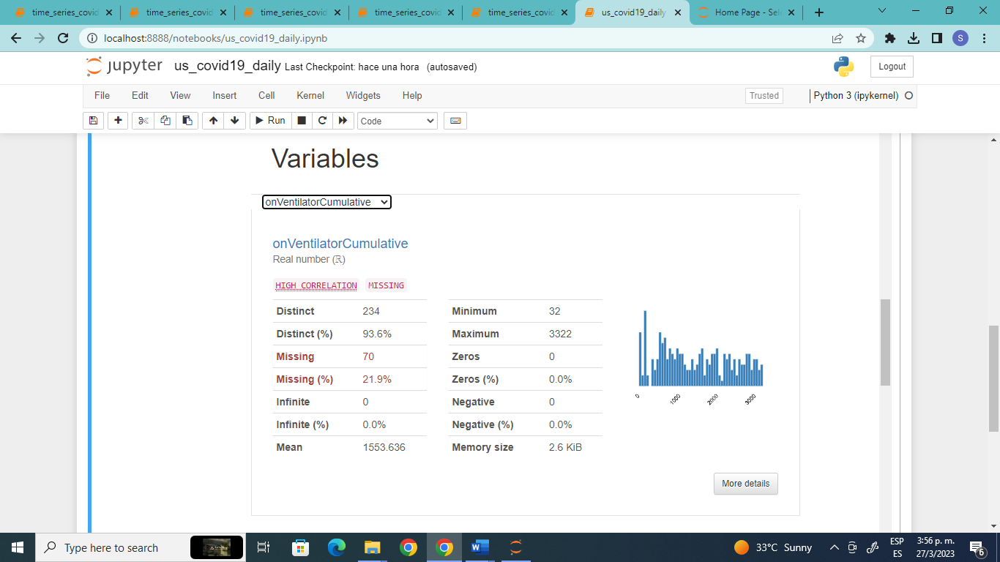 time_series_covid
time_series_covid
time_series_covid
time_series_covid
time_series_covid
us_covid19_daily
Home Page - Sel
localhost:8888/notebooks/us_covid19_daily.ipynb
S
jupyter us_covid19_daily Last Checkpoint: hace una hora (autosaved)
Logout
File Edit View Insert Cell Kernel Widgets Help
Trusted Python 3 (ipykernel)
Run
Code
Variables
onVentilatorCumulative
onVentilatorCumulative
Real number (ℝ)
HIGH CORRELATION MISSING
Distinct 234
Distinct (%) 93.6%
Missing 70
Missing (%) 21.9%
Infinite 0
Infinite (%) 0.0%
Mean 1553.636
Minimum 32
Maximum 3322
Zeros 0
Zeros (%) 0.0%
Negative 0
Negative (%) 0.0%
Memory size 2.6 KiB
0 1000 2000 3000
More details
Type here to search
33°C Sunny
ESP
ES
3:56 p. m.
27/3/2023
6